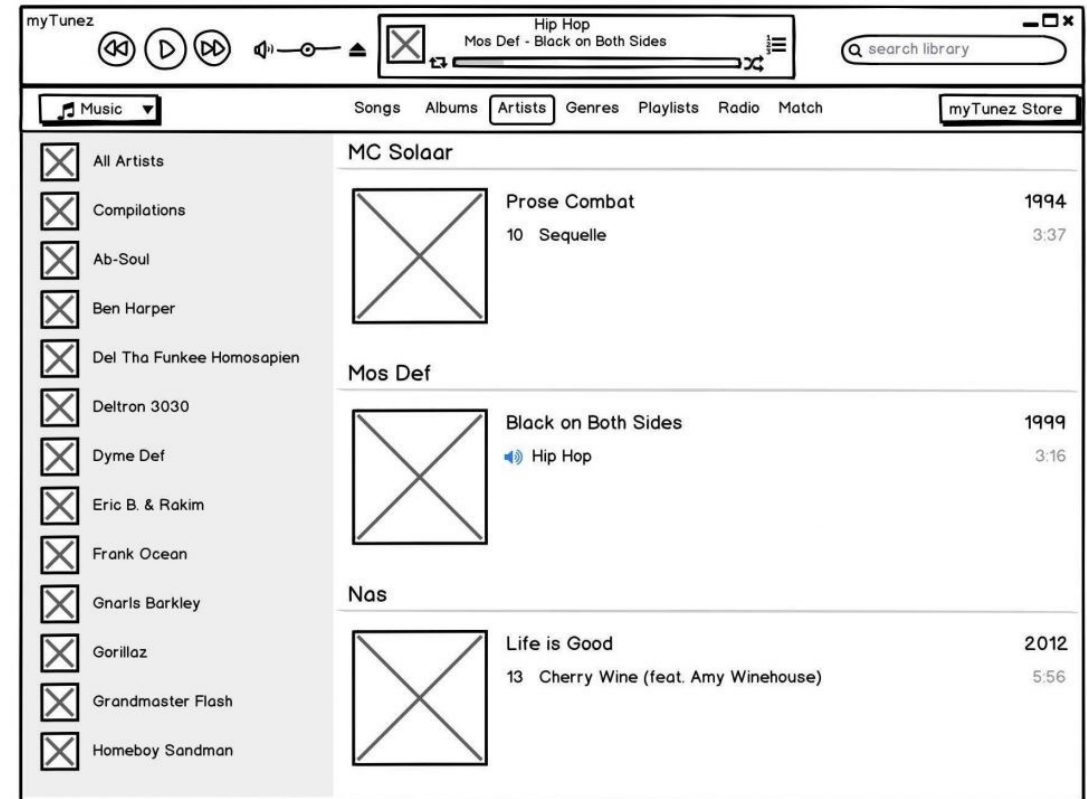 myTunez
Hip Hop
Mos Def - Black on Both Sides
search library
Music
Songs Albums Artists Genres Playlists Radio Match
myTunez Store
All Artists
Compilations
Ab-Soul
Ben Harper
Del Tha Funkee Homosapien
Deltron 3030
Dyme Def
Eric B. & Rakim
Frank Ocean
Gnarls Barkley
Gorillaz
Grandmaster Flash
Homeboy Sandman
MC Solaar
Prose Combat 1994
10 Sequelle 3:37
Mos Def
Black on Both Sides 1999
Hip Hop 3:16
Nas
Life is Good 2012
13 Cherry Wine (feat. Amy Winehouse) 5:56